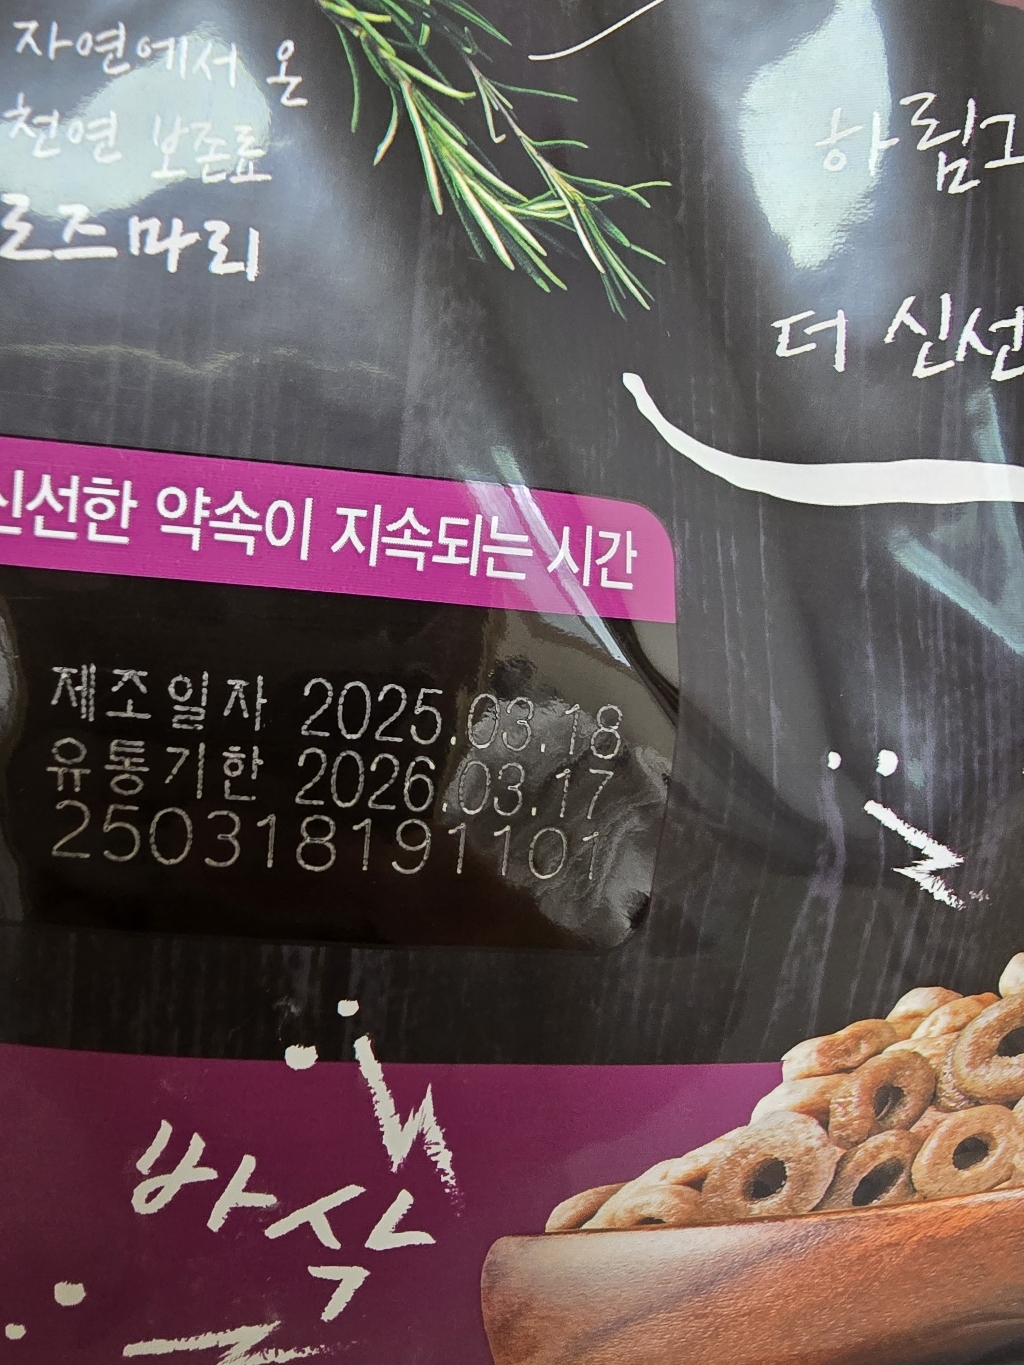 자연에서 온
천연 보존료
로즈마리
하림
더 신선
신선한 약속이 지속되는 시간
제조일자 2025.03.18
유통기한 2026.03.17
250318191101
바삭